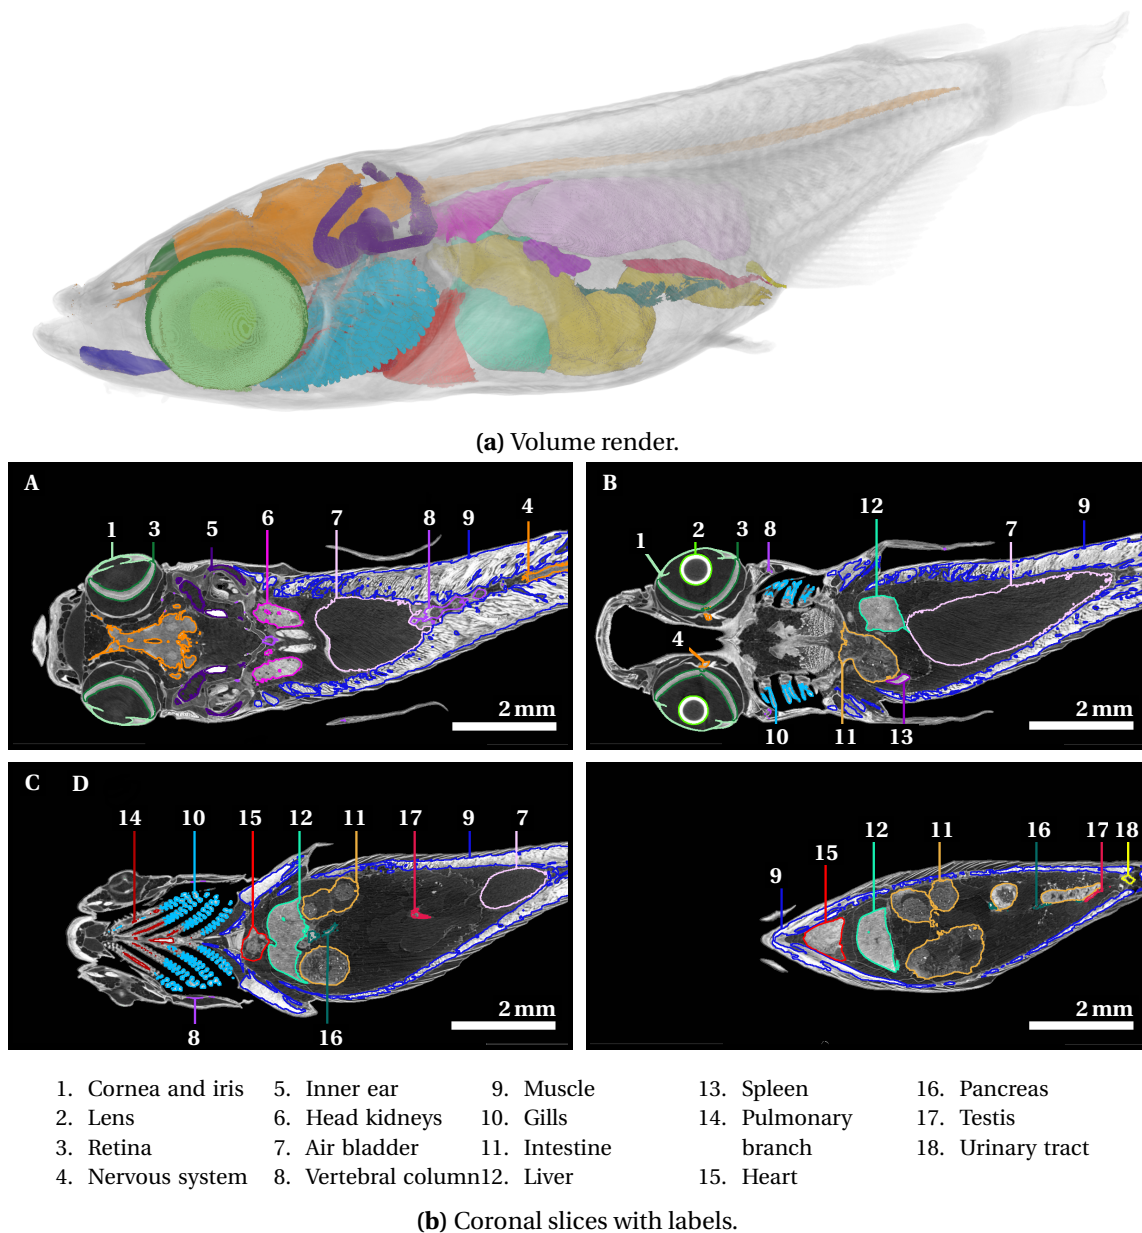 (a) Volume render.
A
1 3 5 6 7 8 9 4
2 mm
B
1 2 3 8 12 7 9
4
10 11 13
2 mm
C D
14 10 15 12 11 17 9 7
8 16
2 mm
9 15 12 11 16 17 18
2 mm
1. Cornea and iris 5. Inner ear 9. Muscle 13. Spleen 16. Pancreas
2. Lens 6. Head kidneys 10. Gills 14. Pulmonary 17. Testis
3. Retina 7. Air bladder 11. Intestine branch 18. Urinary tract
4. Nervous system 8. Vertebral column12. Liver 15. Heart
(b) Coronal slices with labels.